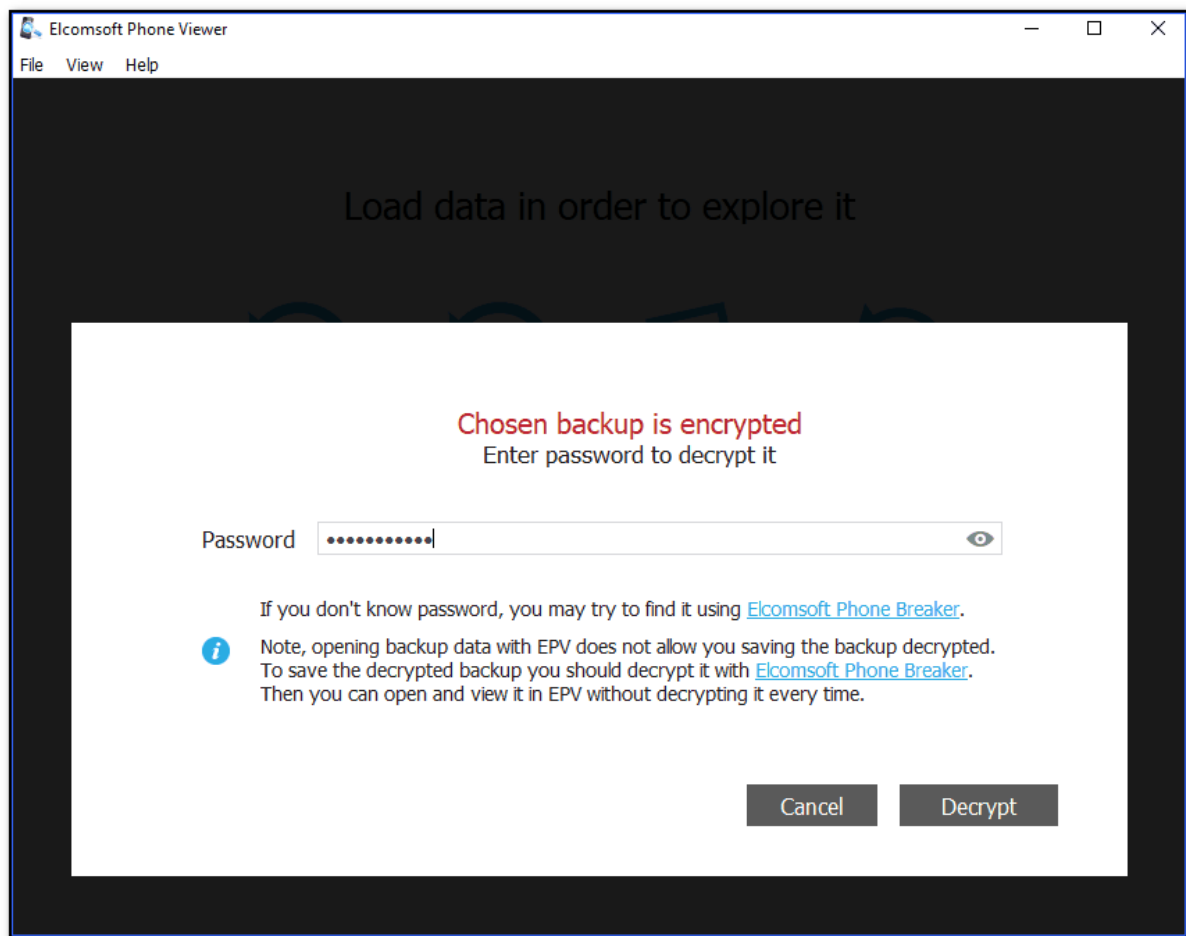 Elcomsoft Phone Viewer
File View Help
Load data in order to explore it
Chosen backup is encrypted
Enter password to decrypt it
Password •••••••••••
If you don't know password, you may try to find it using Elcomsoft Phone Breaker.
Note, opening backup data with EPV does not allow you saving the backup decrypted.
To save the decrypted backup you should decrypt it with Elcomsoft Phone Breaker.
Then you can open and view it in EPV without decrypting it every time.
Cancel Decrypt